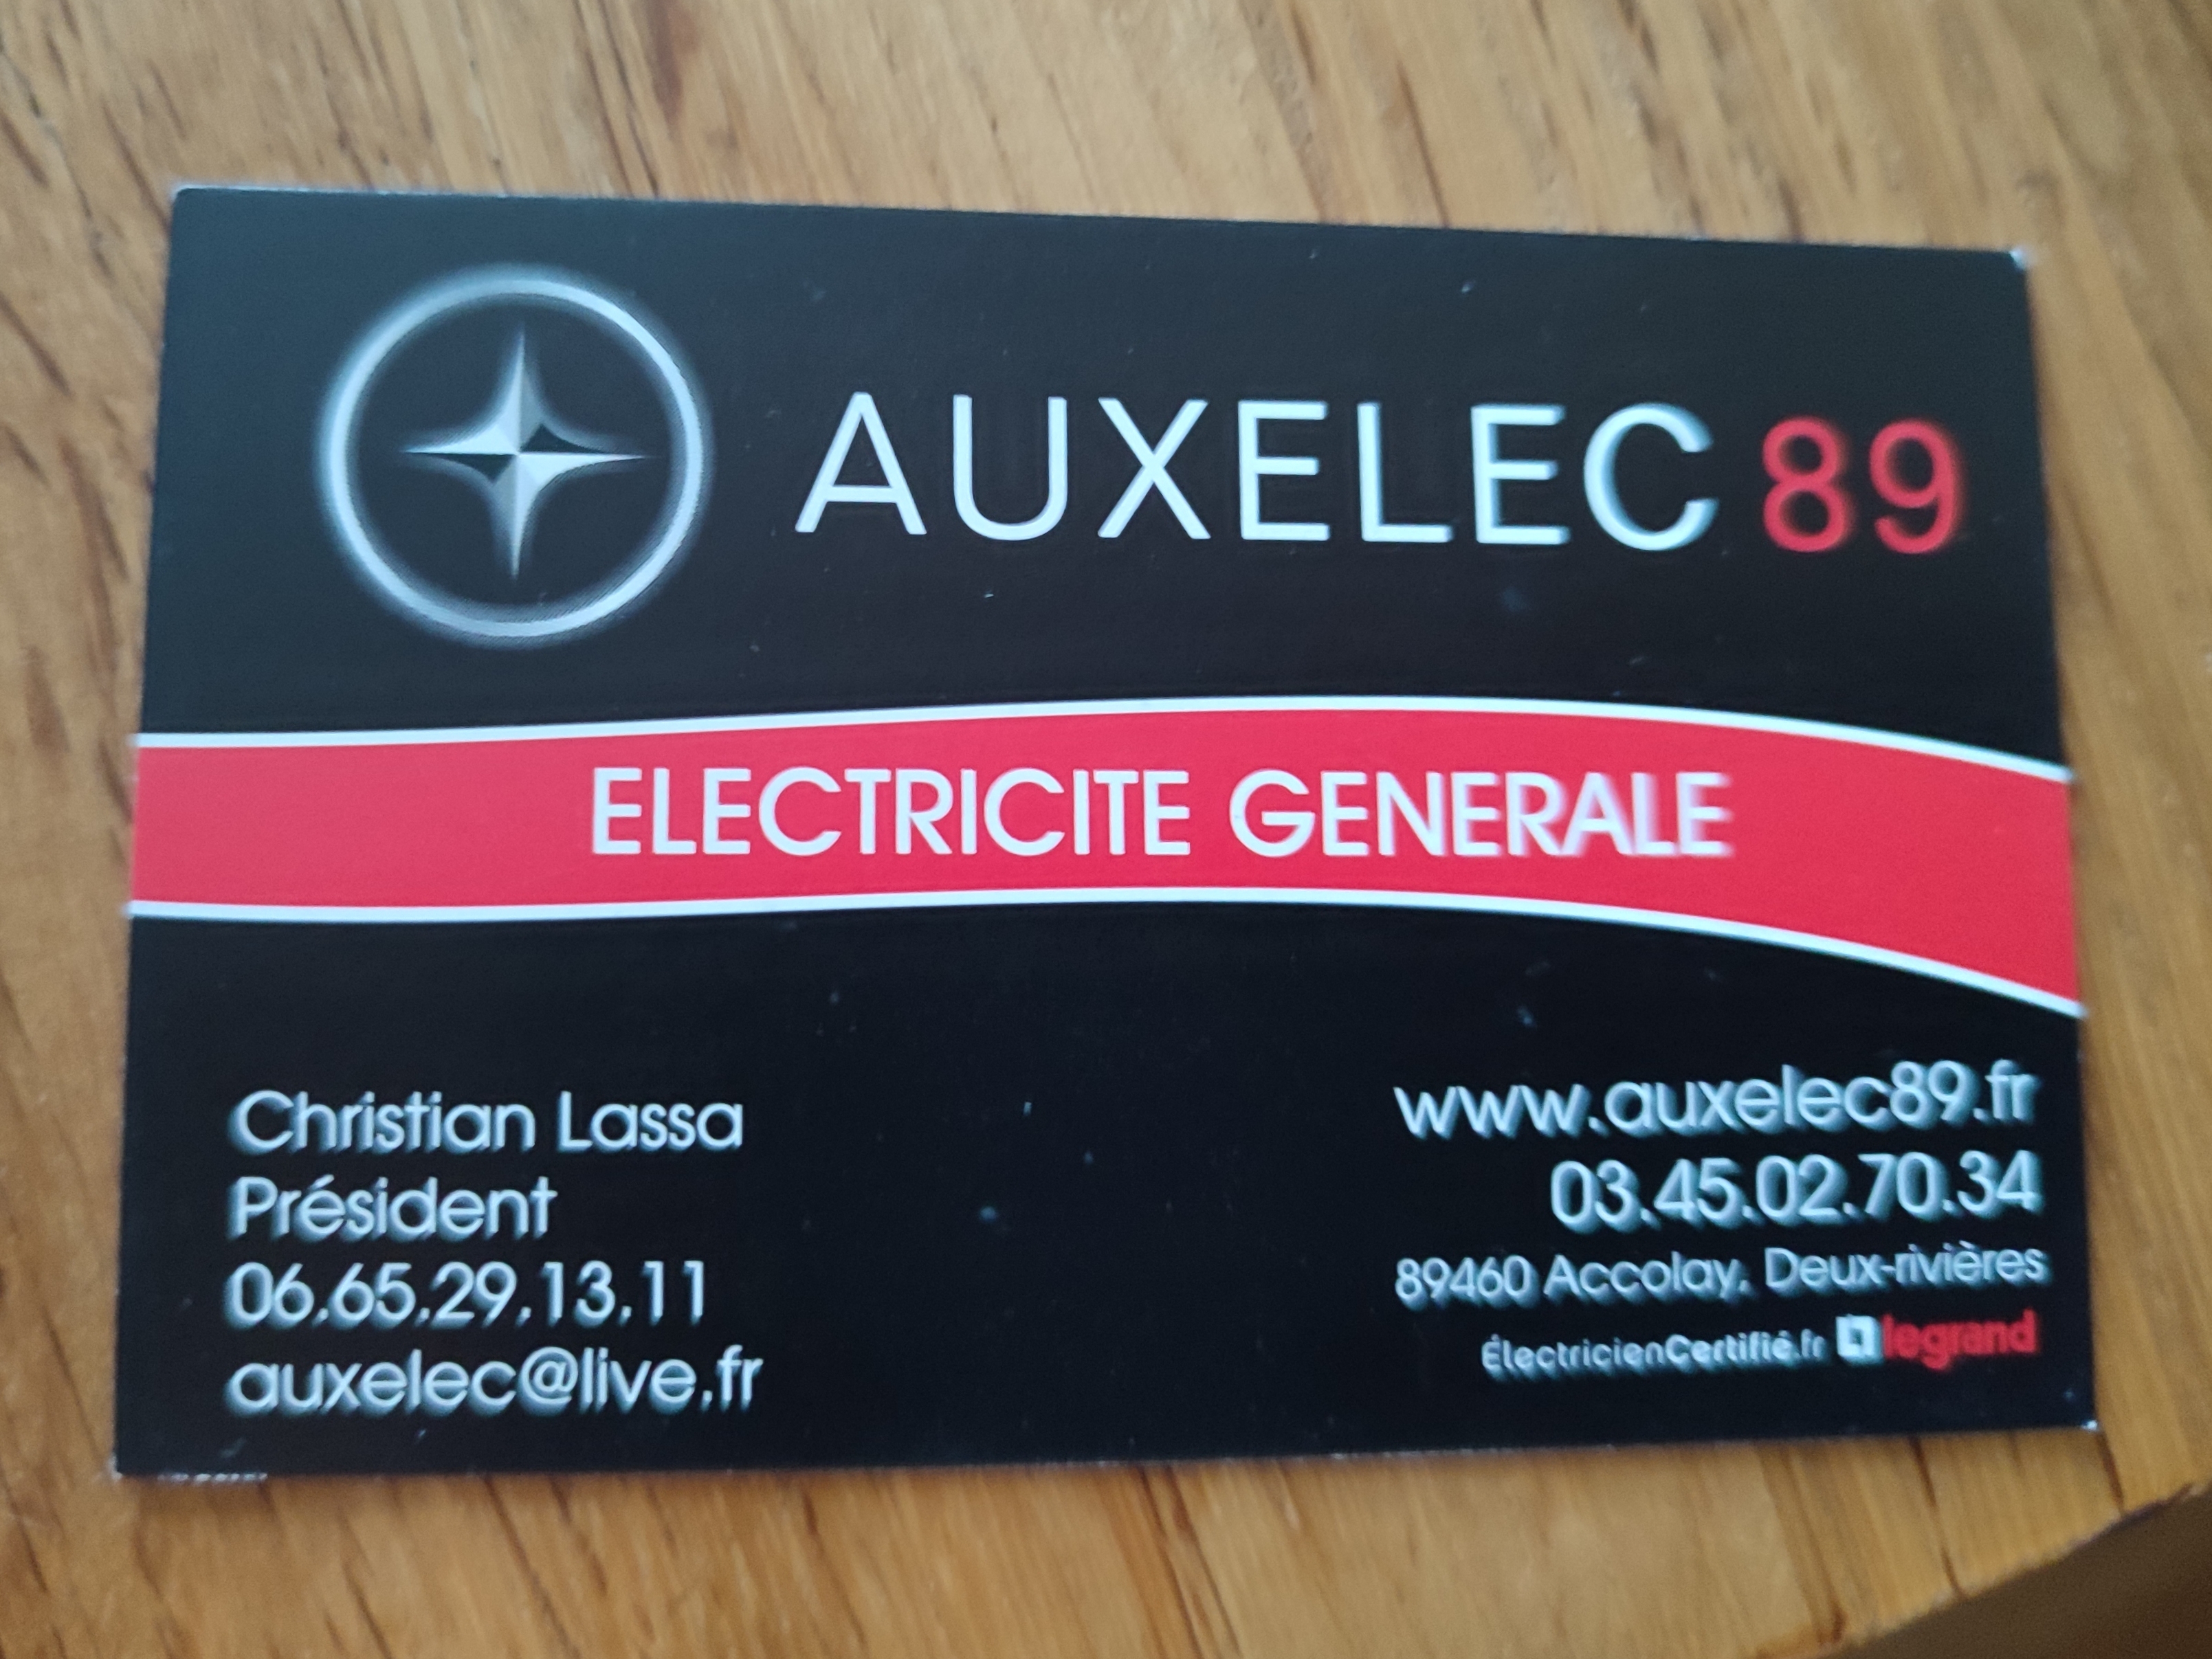 AUXELEC 89
ELECTRICITE GENERALE
Christian Lassa
Président
06.65.29.13.11
auxelec@live.fr
www.auxelec89.fr
03.45.02.70.34
89460 Accolay, Deux-rivières
ÉlectricienCertifié.fr legrand